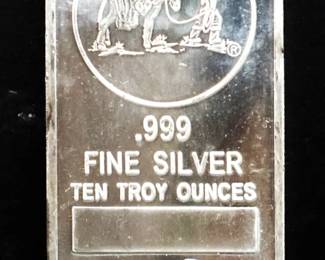 ®
.999
FINE SILVER
TEN TROY OUNCES